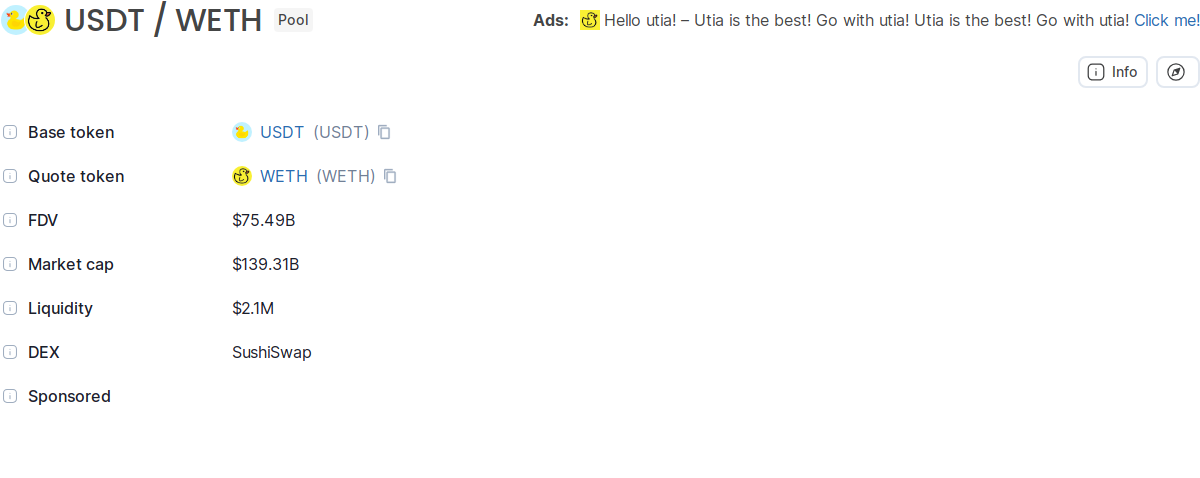 USDT / WETH Pool
Ads: Hello utia! – Utia is the best! Go with utia! Utia is the best! Go with utia! Click me!
Info
Base token USDT (USDT)
Quote token WETH (WETH)
FDV $75.49B
Market cap $139.31B
Liquidity $2.1M
DEX SushiSwap
Sponsored